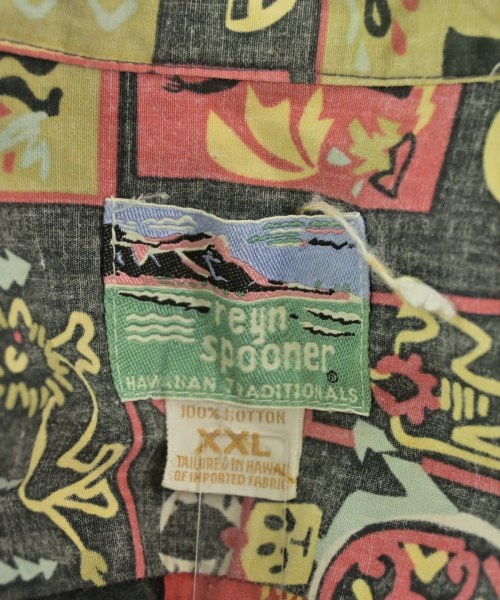 reyn
spooner®
HAWAIIAN TRADITIONALS
100% COTTON
XXL
TAILORED IN HAWAII
OF IMPORTED FABRIC